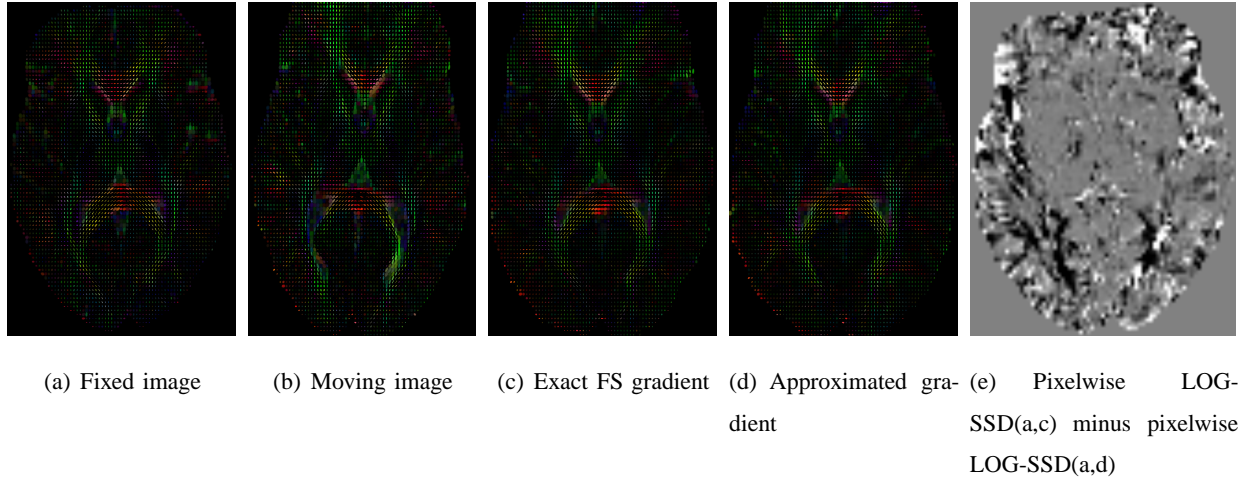 (a) Fixed image
(b) Moving image
(c) Exact FS gradient
(d) Approximated gra-
dient
(e) Pixelwise LOG-
SSD(a,c) minus pixelwise
LOG-SSD(a,d)